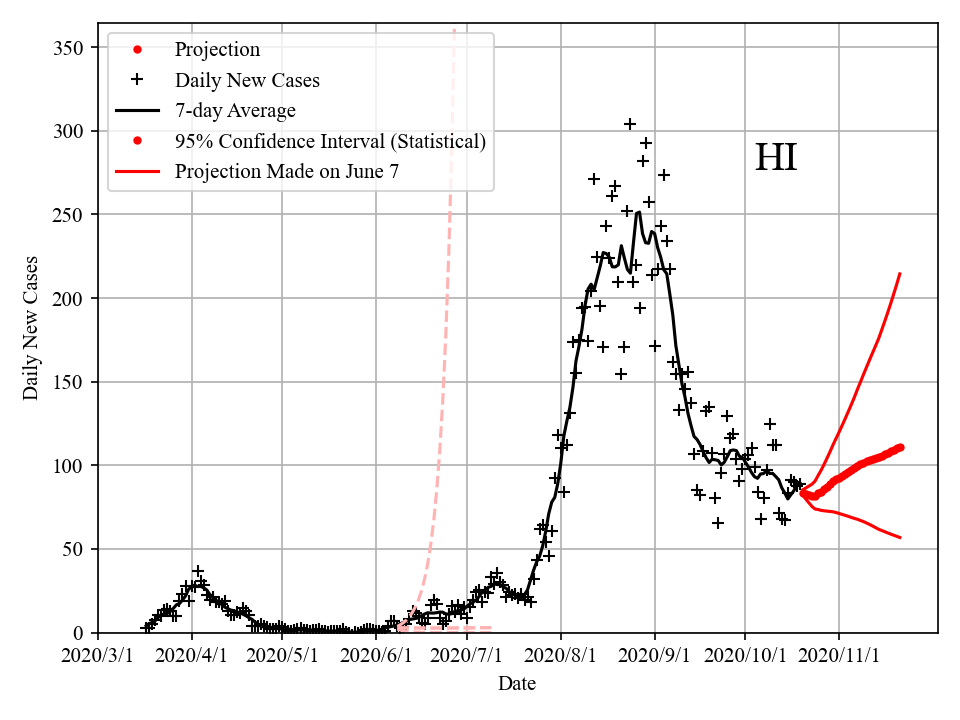 350
300
250
200
150
100
50
0
Daily New Cases
Projection
Daily New Cases
7-day Average
95% Confidence Interval (Statistical)
Projection Made on June 7
HI
2020/3/1 2020/4/1 2020/5/1 2020/6/1 2020/7/1 2020/8/1 2020/9/1 2020/10/1 2020/11/1
Date